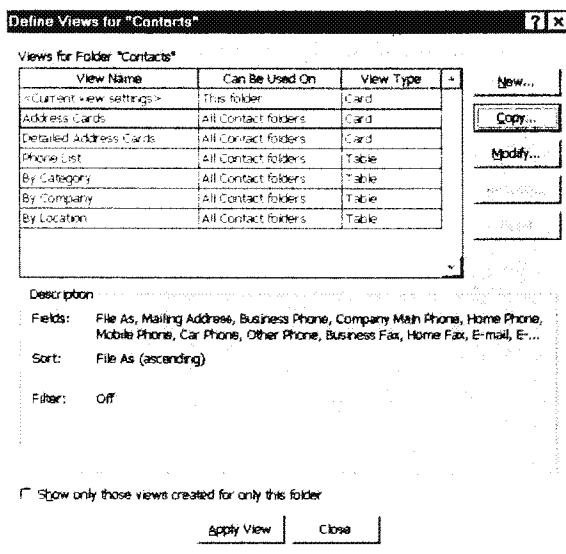 Define Views for "Contacts"
Views for Folder "Contacts"
View Name Can Be Used On View Type
<Current view settings> This folder Card
Address Cards All Contact folders Card
Detailed Address Cards All Contact folders Card
Phone List All Contact folders Table
By Category All Contact folders Table
By Company All Contact folders Table
By Location All Contact folders Table
New...
Copy...
Modify...
Description
Fields: File As, Mailing Address, Business Phone, Company Main Phone, Home Phone,
Mobile Phone, Car Phone, Other Phone, Business Fax, Home Fax, E-mail, E-...
Sort: File As (ascending)
Filter: Off
Show only those views created for only this folder
Apply View Close